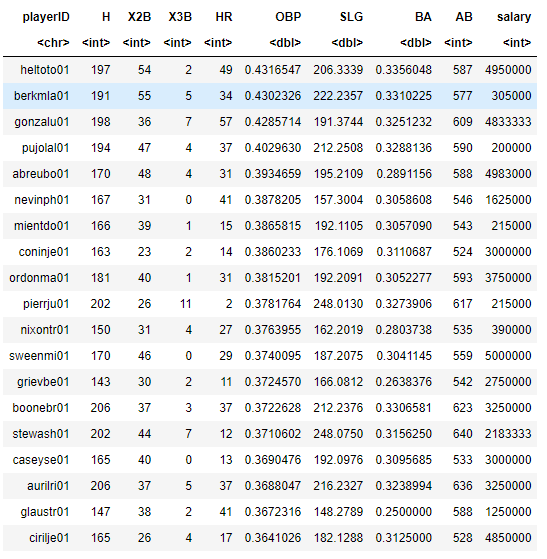 playerID H X2B X3B HR OBP SLG BA AB salary
<chr> <int> <int> <int> <int> <dbl> <dbl> <dbl> <int> <int>
heltoto01 197 54 2 49 0.4316547 206.3339 0.3356048 587 4950000
berkmla01 191 55 5 34 0.4302326 222.2357 0.3310225 577 305000
gonzalu01 198 36 7 57 0.4285714 191.3744 0.3251232 609 4833333
pujolal01 194 47 4 37 0.4029630 212.2508 0.3288136 590 200000
abreubo01 170 48 4 31 0.3934659 195.2109 0.2891156 588 4983000
nevinph01 167 31 0 41 0.3878205 157.3004 0.3058608 546 1625000
mientdo01 166 39 1 15 0.3865815 192.1105 0.3057090 543 215000
coninje01 163 23 2 14 0.3860233 176.1069 0.3110687 524 3000000
ordonma01 181 40 1 31 0.3815201 192.2091 0.3052277 593 3750000
pierrju01 202 26 11 2 0.3781764 248.0130 0.3273906 617 215000
nixontr01 150 31 4 27 0.3763955 162.2019 0.2803738 535 390000
sweenmi01 170 46 0 29 0.3740095 187.2075 0.3041145 559 5000000
grievbe01 143 30 2 11 0.3724570 166.0812 0.2638376 542 2750000
boonebr01 206 37 3 37 0.3722628 212.2376 0.3306581 623 3250000
stewash01 202 44 7 12 0.3710602 248.0750 0.3156250 640 2183333
caseyse01 165 40 0 13 0.3690476 192.0976 0.3095685 533 3000000
aurilri01 206 37 5 37 0.3688047 216.2327 0.3238994 636 3250000
glaustr01 147 38 2 41 0.3672316 148.2789 0.2500000 588 1250000
cirilje01 165 26 4 17 0.3641026 182.1288 0.3125000 528 4850000